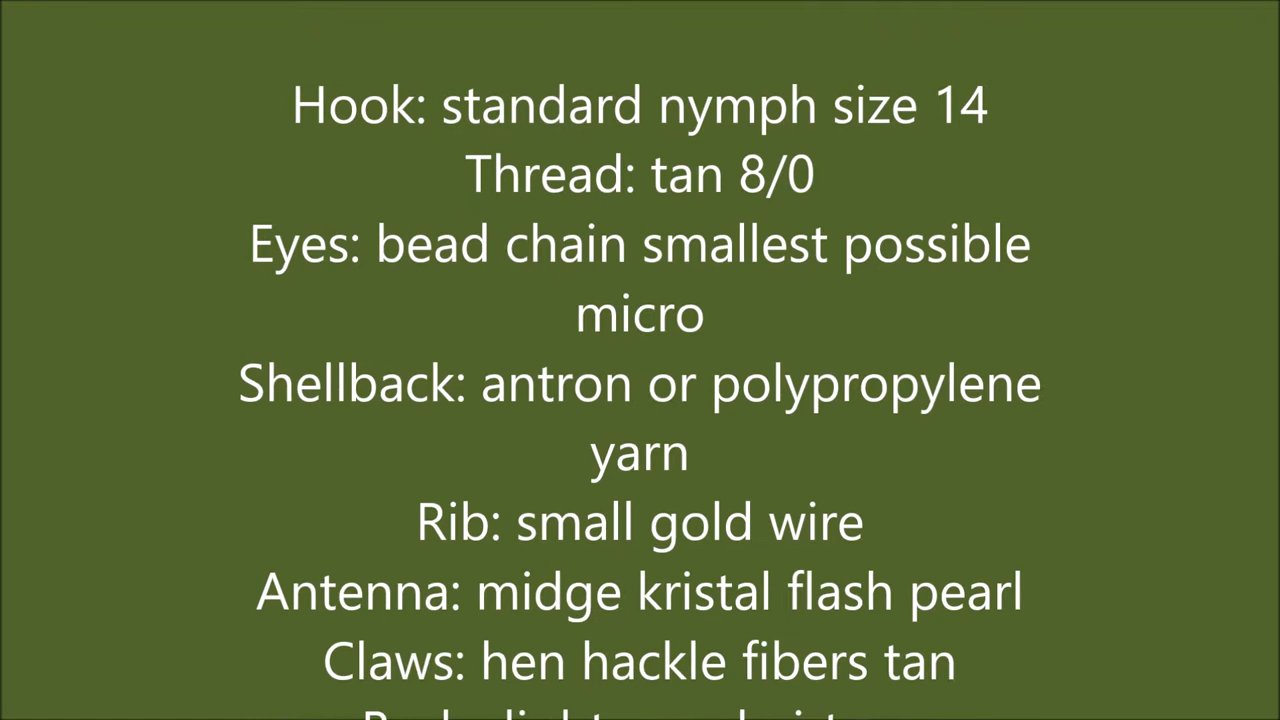 Hook: standard nymph size 14
Thread: tan 8/0
Eyes: bead chain smallest possible
micro
Shellback: antron or polypropylene
yarn
Rib: small gold wire
Antenna: midge kristal flash pearl
Claws: hen hackle fibers tan